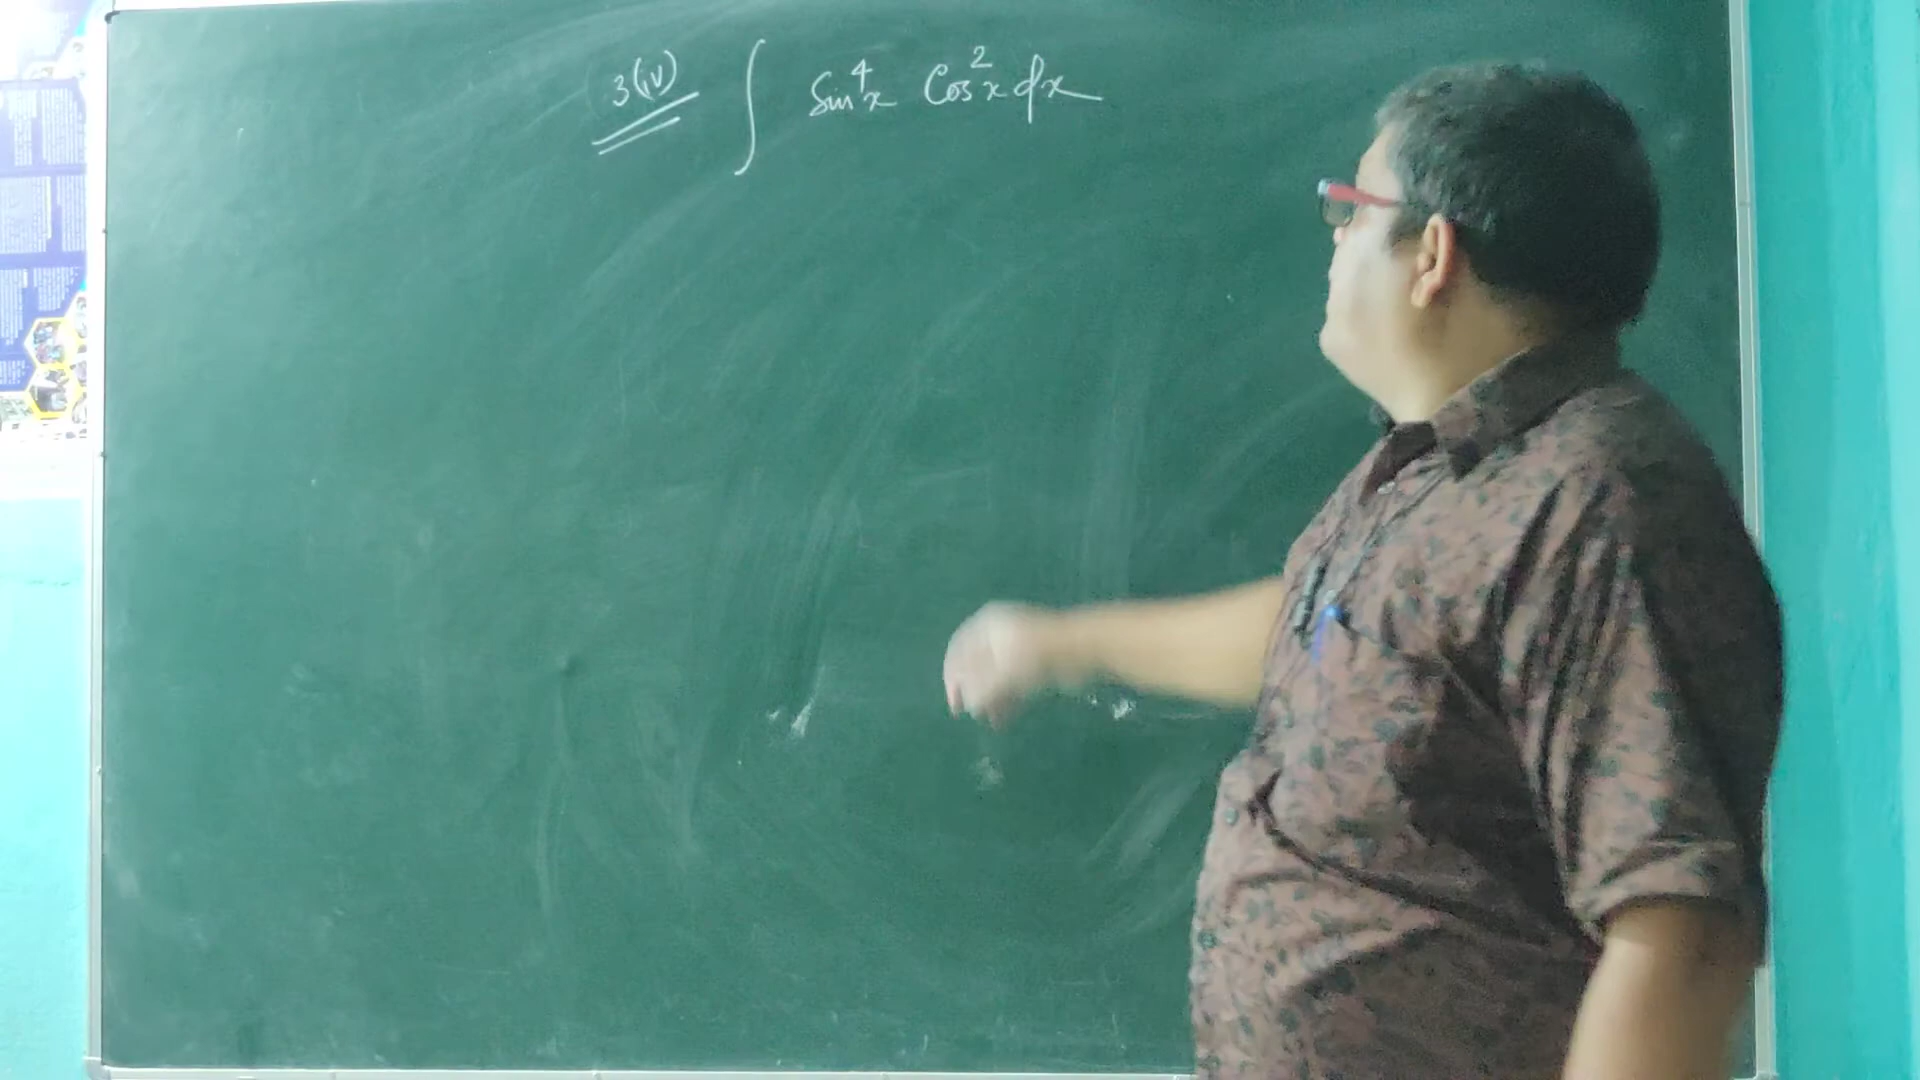 3(iv) ∫ Sin⁴x Cos²x dx